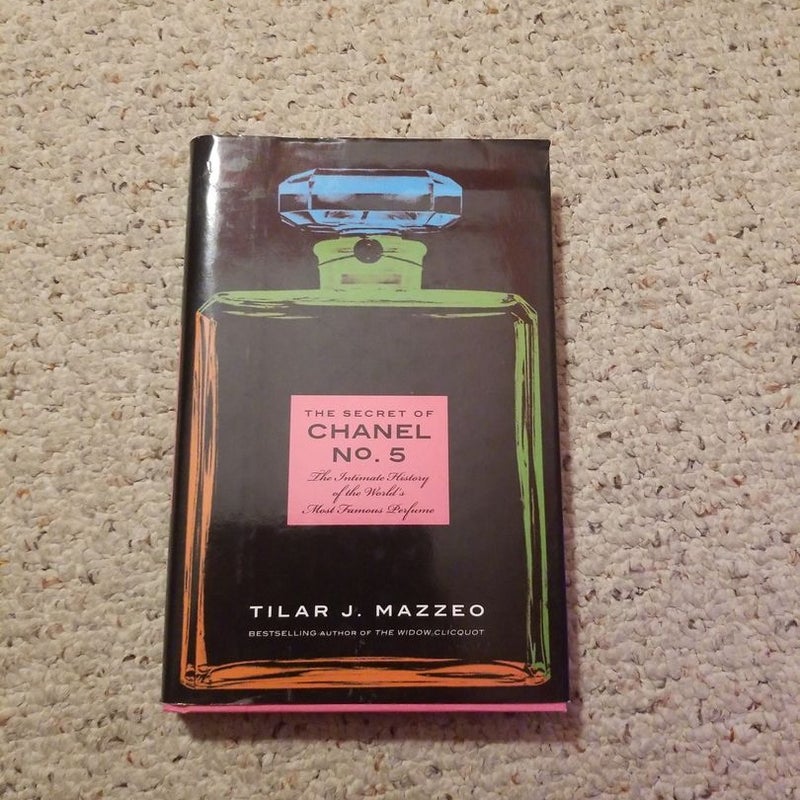 THE SECRET OF
CHANEL
No. 5
The Intimate History
of the World's
Most Famous Perfume
TILAR J. MAZZEO
BESTSELLING AUTHOR OF THE WIDOW CLICQUOT